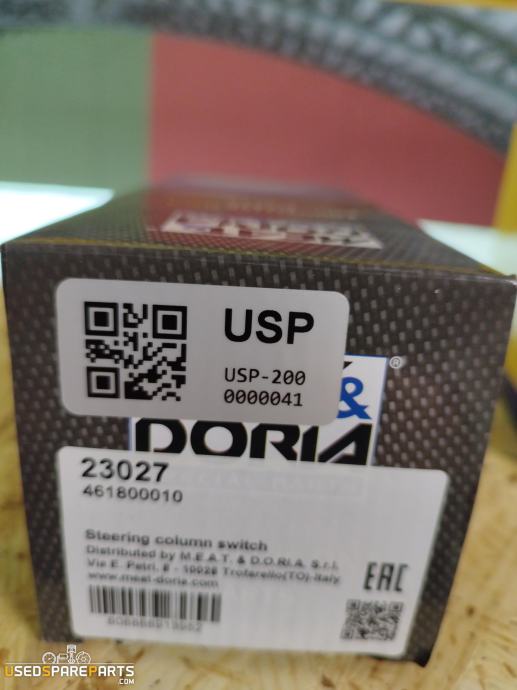 USP
USP-200
0000041
&
®
DORIA
23027
461800010
Steering column switch
Distributed by M.E.A.T. & D.O.R.I.A. S.r.l.
Via E. Petri, 8 - 10028 Trofarello(TO)-Italy
www.meat-doria.com
EAC
USEDSPAREPARTS
.COM